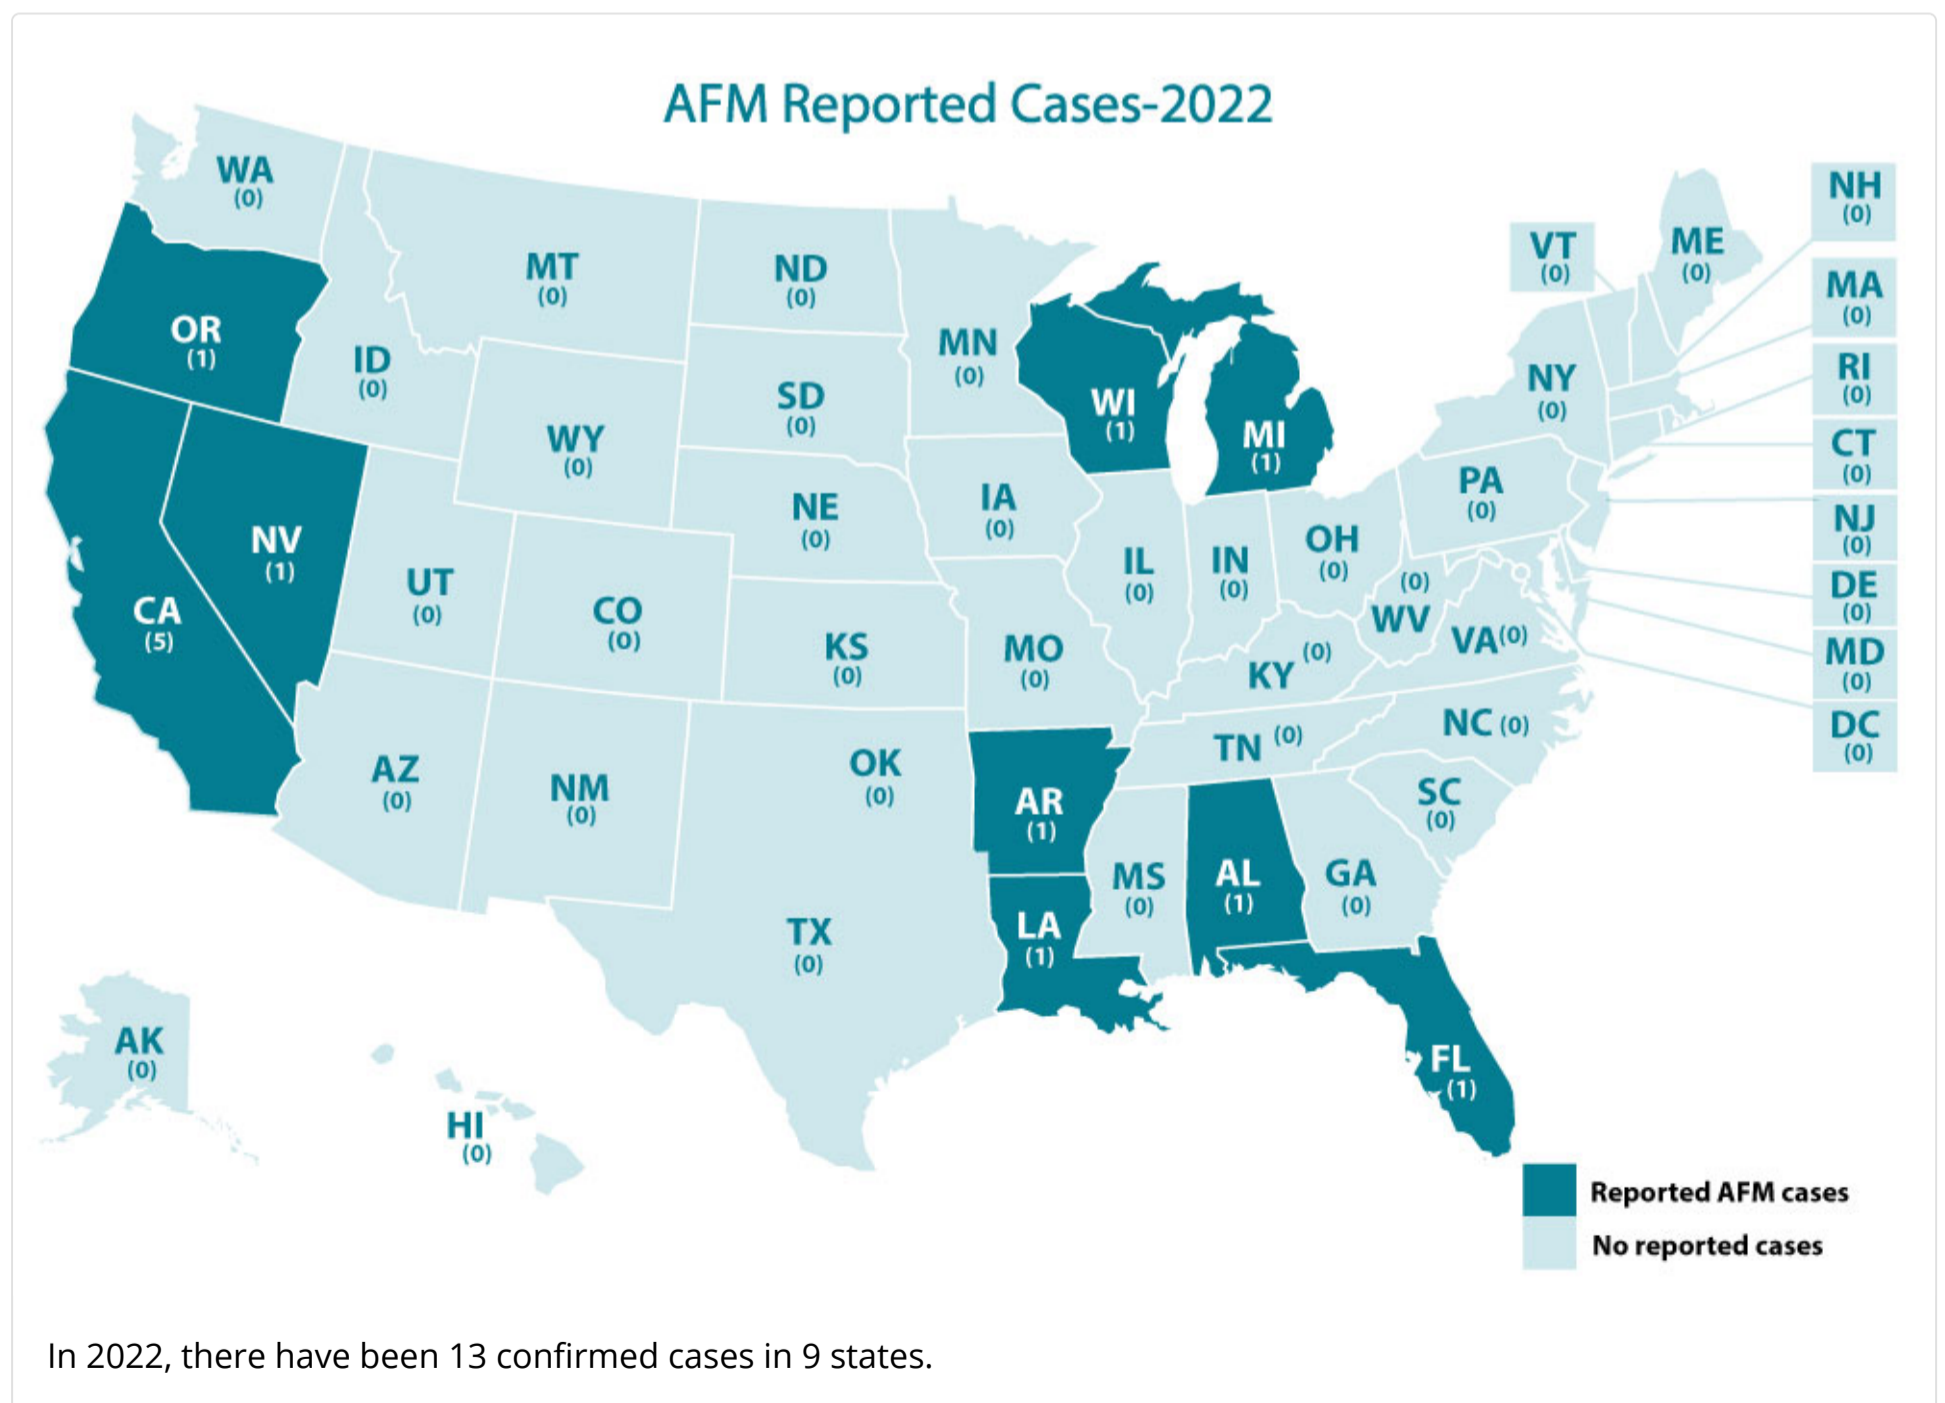 AFM Reported Cases-2022
WA
(0)
OR
(1)
CA
(5)
NV
(1)
ID
(0)
MT
(0)
WY
(0)
UT
(0)
CO
(0)
AZ
(0)
NM
(0)
ND
(0)
SD
(0)
NE
(0)
KS
(0)
OK
(0)
TX
(0)
MN
(0)
IA
(0)
MO
(0)
AR
(1)
LA
(1)
WI
(1)
MI
(1)
IL
(0)
IN
(0)
OH
(0)
KY (0)
TN (0)
MS
(0)
AL
(1)
GA
(0)
FL
(1)
SC
(0)
NC (0)
VA(0)
(0)
WV
PA
(0)
NY
(0)
VT
(0)
ME
(0)
NH
(0)
MA
(0)
RI
(0)
CT
(0)
NJ
(0)
DE
(0)
MD
(0)
DC
(0)
AK
(0)
HI
(0)
Reported AFM cases
No reported cases
In 2022, there have been 13 confirmed cases in 9 states.